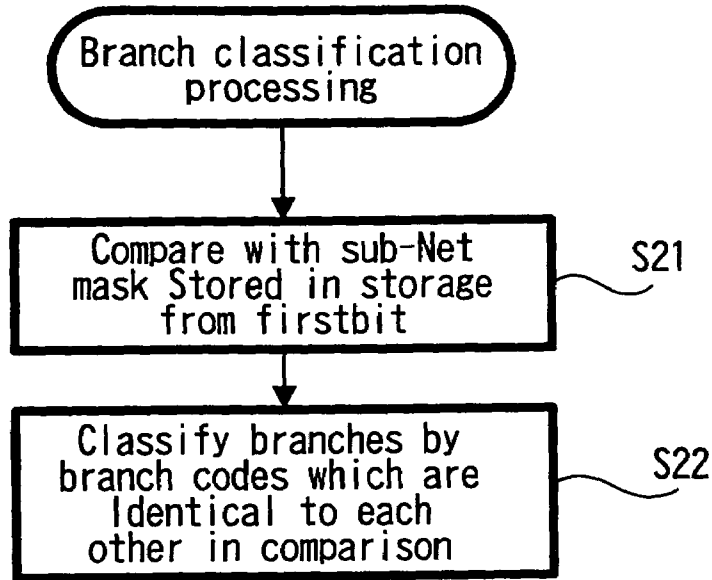 Branch classification
processing
Compare with sub-Net
mask Stored in storage
from firstbit
S21
Classify branches by
branch codes which are
Identical to each
other in comparison
S22